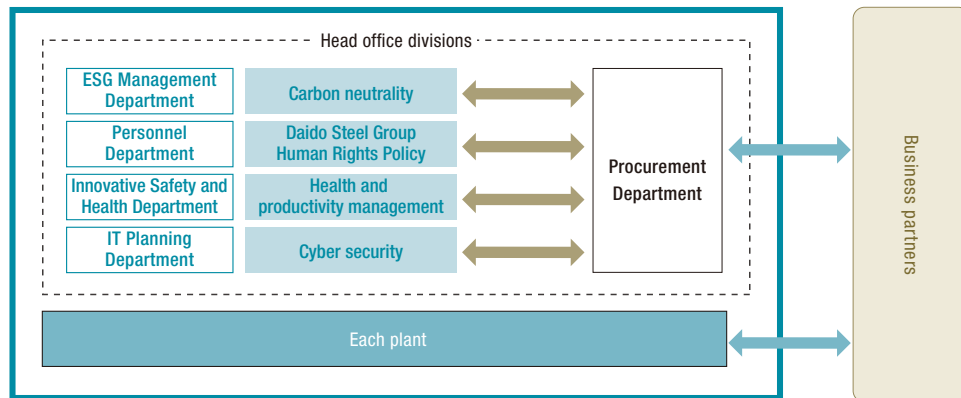 Head office divisions
ESG Management
Department
Carbon neutrality
Personnel
Department
Daido Steel Group
Human Rights Policy
Innovative Safety and
Health Department
Health and
productivity management
IT Planning
Department
Cyber security
Procurement
Department
Each plant
Business partners